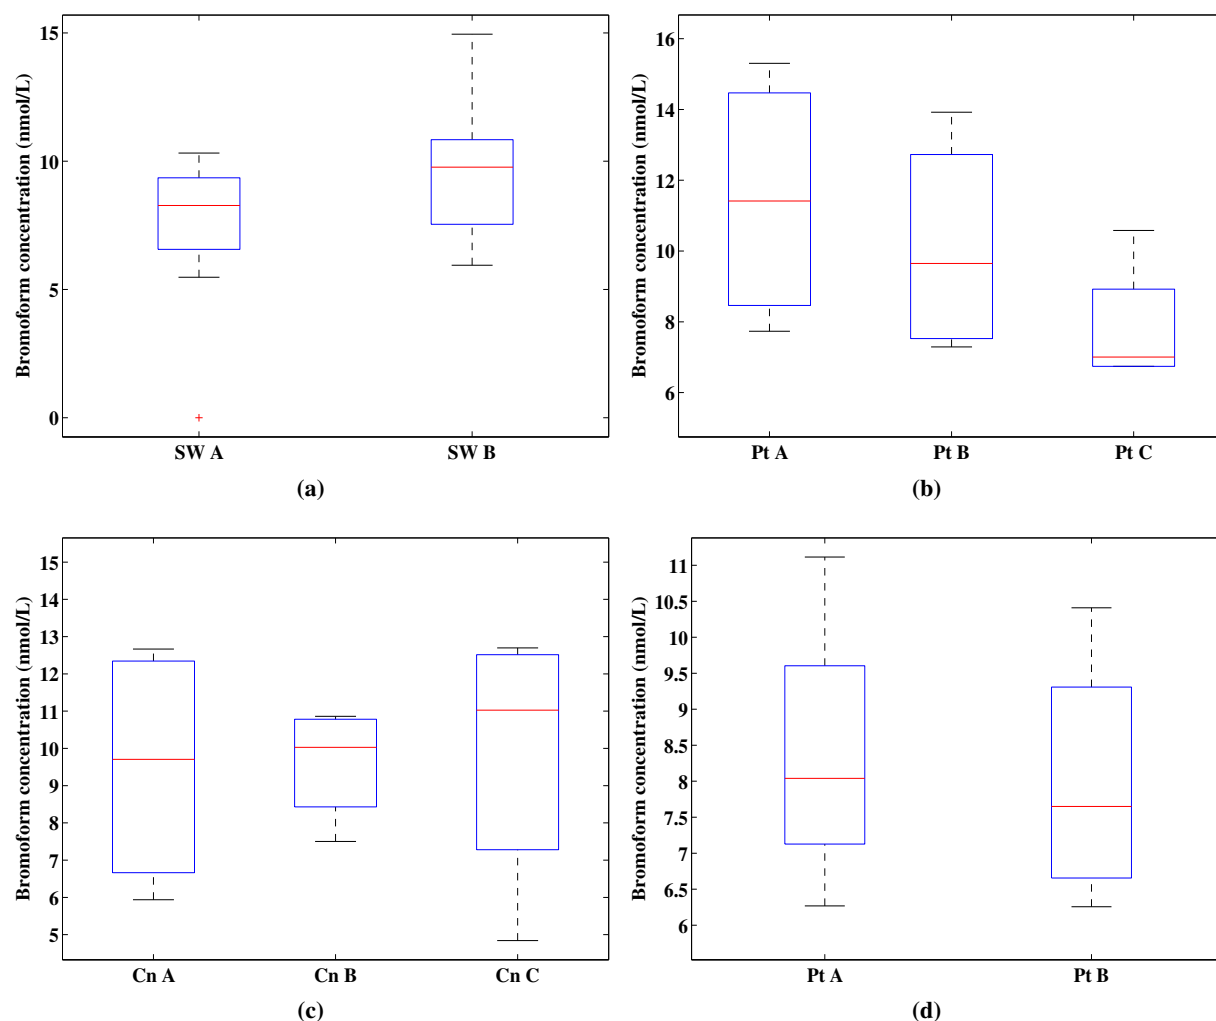 Bromoform concentration (nmol/L)
15
10
5
0
SW A
SW B
(a)
Bromoform concentration (nmol/L)
16
14
12
10
8
6
Pt A
Pt B
Pt C
(b)
Bromoform concentration (nmol/L)
15
14
13
12
11
10
9
8
7
6
5
Cn A
Cn B
Cn C
(c)
Bromoform concentration (nmol/L)
11
10.5
10
9.5
9
8.5
8
7.5
7
6.5
6
Pt A
Pt B
(d)